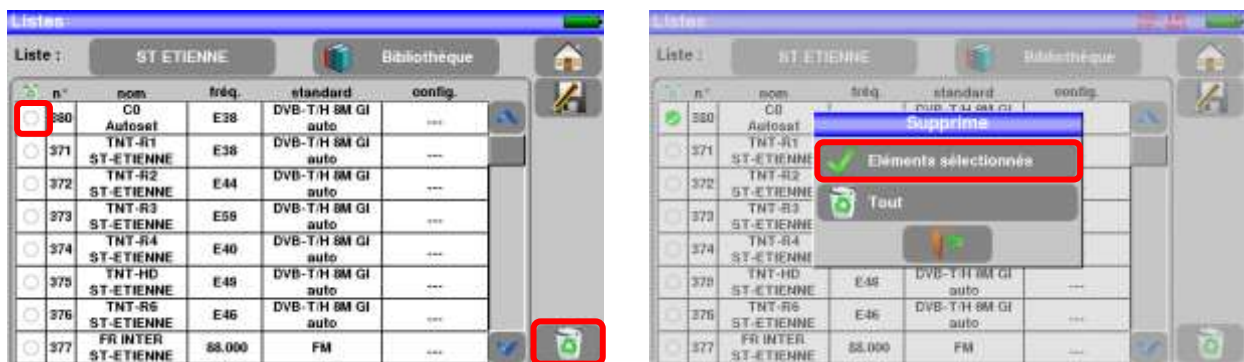 Listes
Liste : ST ETIENNE Bibliothèque
n° nom fréq. standard config.
380 C0 Autoset E38 DVB-T/H 8M GI auto ---
371 TNT-R1 ST-ETIENNE E38 DVB-T/H 8M GI auto ---
372 TNT-R2 ST-ETIENNE E44 DVB-T/H 8M GI auto ---
373 TNT-R3 ST-ETIENNE E59 DVB-T/H 8M GI auto ---
374 TNT-R4 ST-ETIENNE E40 DVB-T/H 8M GI auto ---
375 TNT-HD ST-ETIENNE E49 DVB-T/H 8M GI auto ---
376 TNT-R6 ST-ETIENNE E46 DVB-T/H 8M GI auto ---
377 FR INTER ST-ETIENNE 88.000 FM ---
Listes
Liste : ST ETIENNE Bibliothèque
n° nom fréq. standard config.
380 C0 Autoset DVB-T/H 8M GI
Supprime
371 TNT-R1 ST-ETIENNE
Eléments sélectionnés
372 TNT-R2 ST-ETIENNE
Tout
373 TNT-R3 ST-ETIENNE
374 TNT-R4 ST-ETIENNE
375 TNT-HD ST-ETIENNE E49 DVB-T/H 8M GI auto ---
376 TNT-R6 ST-ETIENNE E46 DVB-T/H 8M GI auto ---
377 FR INTER ST-ETIENNE 88.000 FM ---